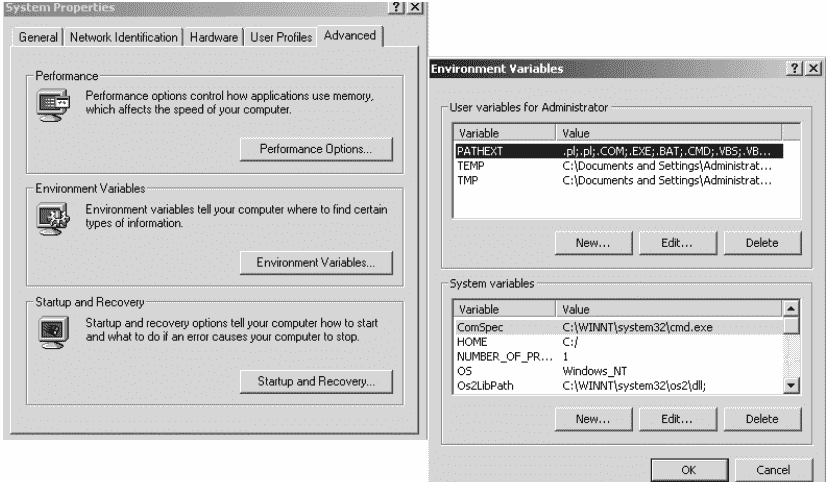 System Properties
General Network Identification Hardware User Profiles Advanced
Performance
Performance options control how applications use memory,
which affects the speed of your computer.
Performance Options...
Environment Variables
Environment variables tell your computer where to find certain
types of information.
Environment Variables...
Startup and Recovery
Startup and recovery options tell your computer how to start
and what to do if an error causes your computer to stop.
Startup and Recovery...
Environment Variables
User variables for Administrator
Variable Value
PATHEXT .pl;.pl;.COM;.EXE;.BAT;.CMD;.VBS;.VB...
TEMP C:\Documents and Settings\Administrat...
TMP C:\Documents and Settings\Administrat...
New... Edit... Delete
System variables
Variable Value
ComSpec C:\WINNT\system32\cmd.exe
HOME C:/
NUMBER_OF_PR... 1
OS Windows_NT
Os2LibPath C:\WINNT\system32\os2\dll;
New... Edit... Delete
OK Cancel